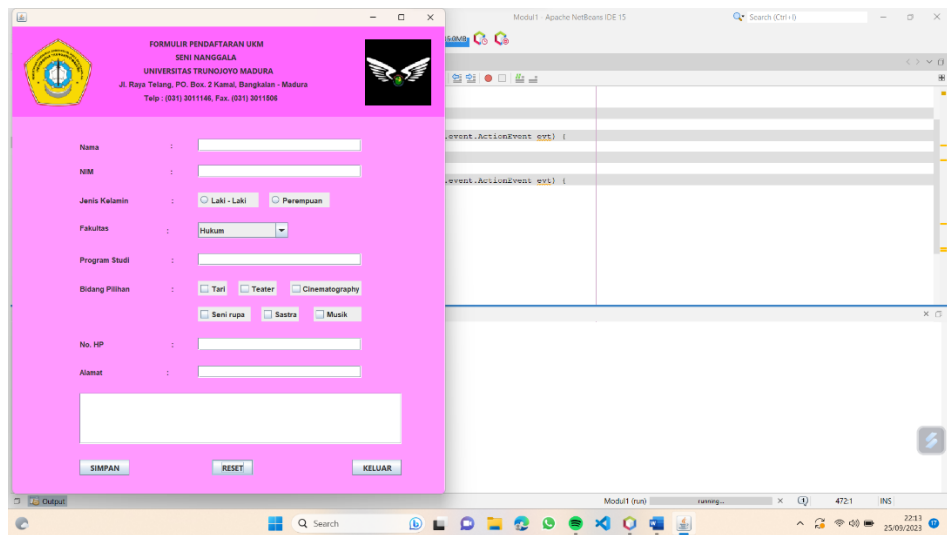 Modul1 - Apache NetBeans IDE 15
Search (Ctrl+I)
FORMULIR PENDAFTARAN UKM
SENI NANGGALA
UNIVERSITAS TRUNOJOYO MADURA
Jl. Raya Telang, PO. Box. 2 Kamal, Bangkalan - Madura
Telp : (031) 3011146, Fax. (031) 3011506
.event.ActionEvent evt) {
.event.ActionEvent evt) {
Nama :
NIM :
Jenis Kelamin : Laki - Laki Perempuan
Fakultas : Hukum
Program Studi :
Bidang Pilihan : Tari Teater Cinematography
Seni rupa Sastra Musik
No. HP :
Alamat :
SIMPAN RESET KELUAR
Output
Modul1 (run) running... 472:1 INS
Search
22:13
25/09/2023